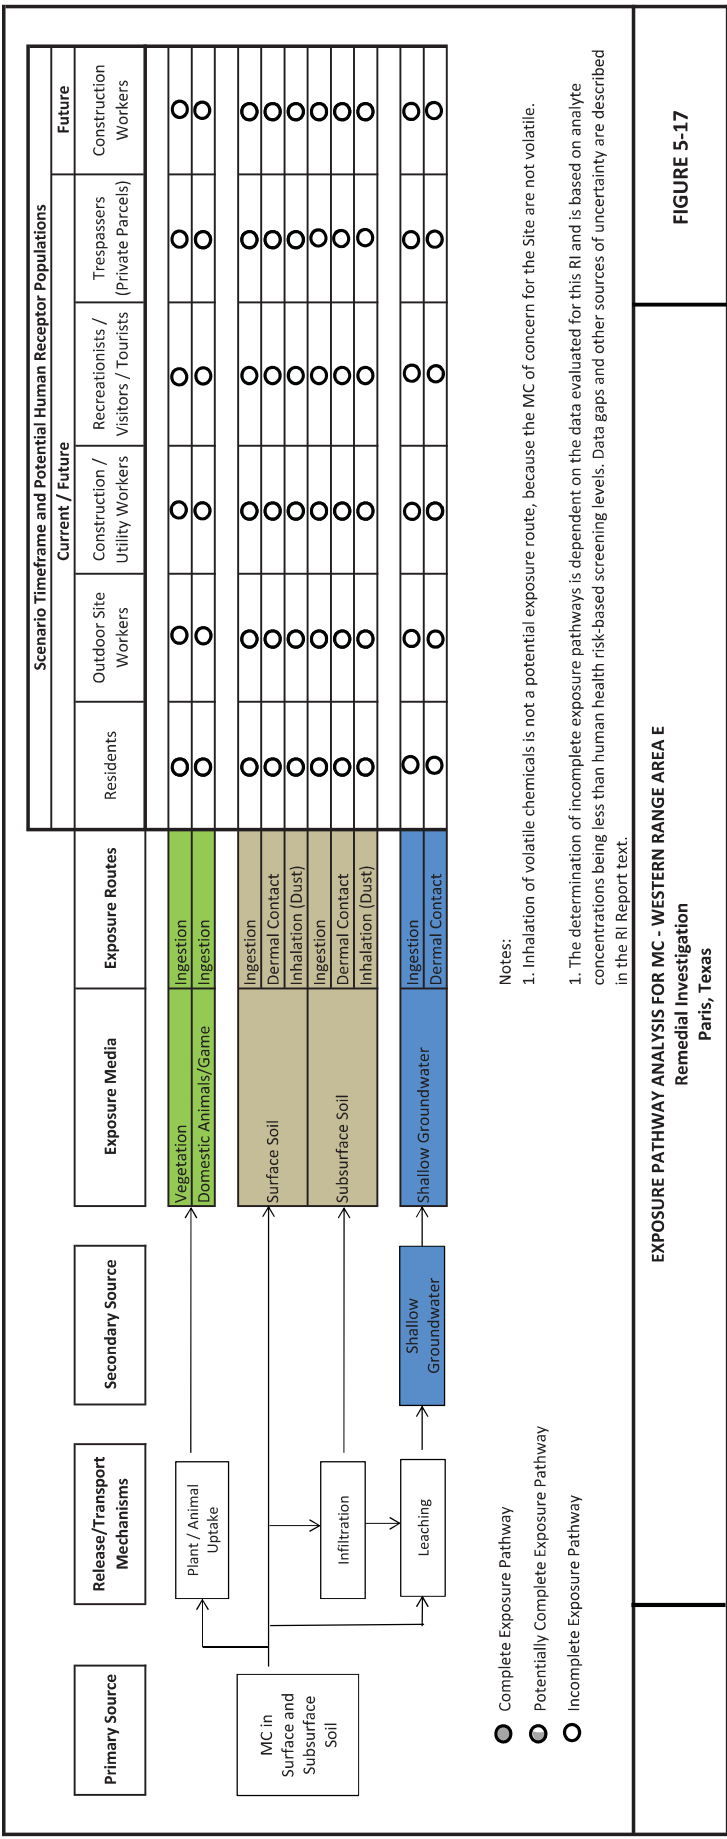 Scenario Timeframe and Potential Human Receptor Populations
Current / Future
Future
Primary Source
Release/Transport
Mechanisms
Secondary Source
Exposure Media
Exposure Routes
Residents
Outdoor Site
Workers
Construction /
Utility Workers
Recreationists /
Visitors / Tourists
Trespassers
(Private Parcels)
Construction
Workers
MC in
Surface and
Subsurface
Soil
Plant / Animal
Uptake
Infiltration
Leaching
Shallow
Groundwater
Vegetation
Ingestion
Domestic Animals/Game
Ingestion
Surface Soil
Ingestion
Dermal Contact
Inhalation (Dust)
Subsurface Soil
Ingestion
Dermal Contact
Inhalation (Dust)
Shallow Groundwater
Ingestion
Dermal Contact
Complete Exposure Pathway
Potentially Complete Exposure Pathway
Incomplete Exposure Pathway
Notes:
1. Inhalation of volatile chemicals is not a potential exposure route, because the MC of concern for the Site are not volatile.
1. The determination of incomplete exposure pathways is dependent on the data evaluated for this RI and is based on analyte
concentrations being less than human health risk-based screening levels. Data gaps and other sources of uncertainty are described
in the RI Report text.
EXPOSURE PATHWAY ANALYSIS FOR MC - WESTERN RANGE AREA E
Remedial Investigation
Paris, Texas
FIGURE 5-17